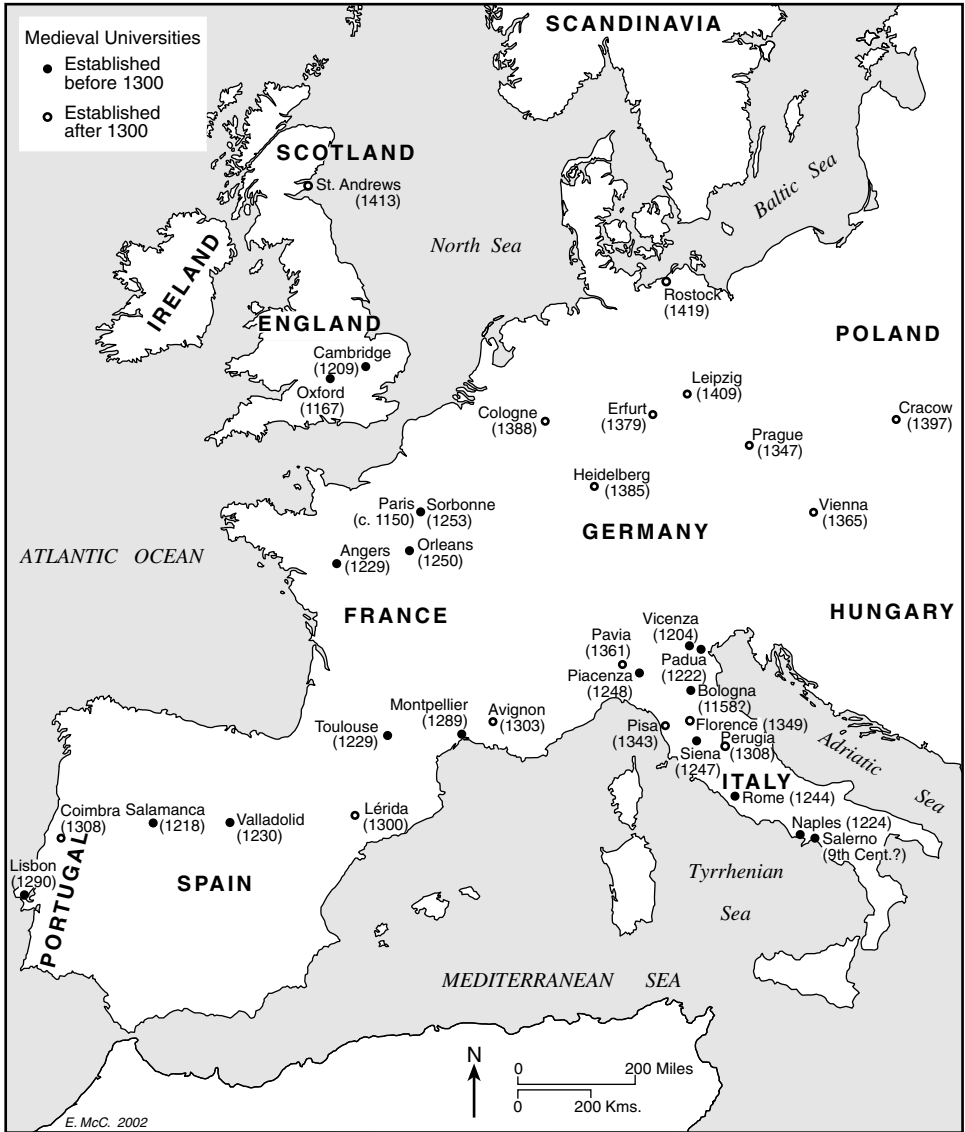 Medieval Universities
Established
before 1300
Established
after 1300
SCANDINAVIA
SCOTLAND
St. Andrews
(1413)
North Sea
Baltic Sea
IRELAND
ENGLAND
Cambridge
(1209)
Oxford
(1167)
Rostock
(1419)
POLAND
Leipzig
(1409)
Erfurt
(1379)
Cologne
(1388)
Cracow
(1397)
Prague
(1347)
Heidelberg
(1385)
Vienna
(1365)
Paris
(c. 1150)
Sorbonne
(1253)
GERMANY
ATLANTIC OCEAN
Angers
(1229)
Orleans
(1250)
FRANCE
HUNGARY
Vicenza
(1204)
Pavia
(1361)
Padua
(1222)
Piacenza
(1248)
Bologna
(1158?)
Montpellier
(1289)
Avignon
(1303)
Toulouse
(1229)
Pisa
(1343)
Florence (1349)
Perugia
(1308)
Siena
(1247)
Adriatic
Sea
ITALY
Rome (1244)
Coimbra
(1308)
Salamanca
(1218)
Valladolid
(1230)
Lérida
(1300)
Naples (1224)
Salerno
(9th Cent.?)
Lisbon
(1290)
PORTUGAL
SPAIN
Tyrrhenian
Sea
MEDITERRANEAN SEA
N
0
200 Miles
0
200 Kms.
E. McC. 2002